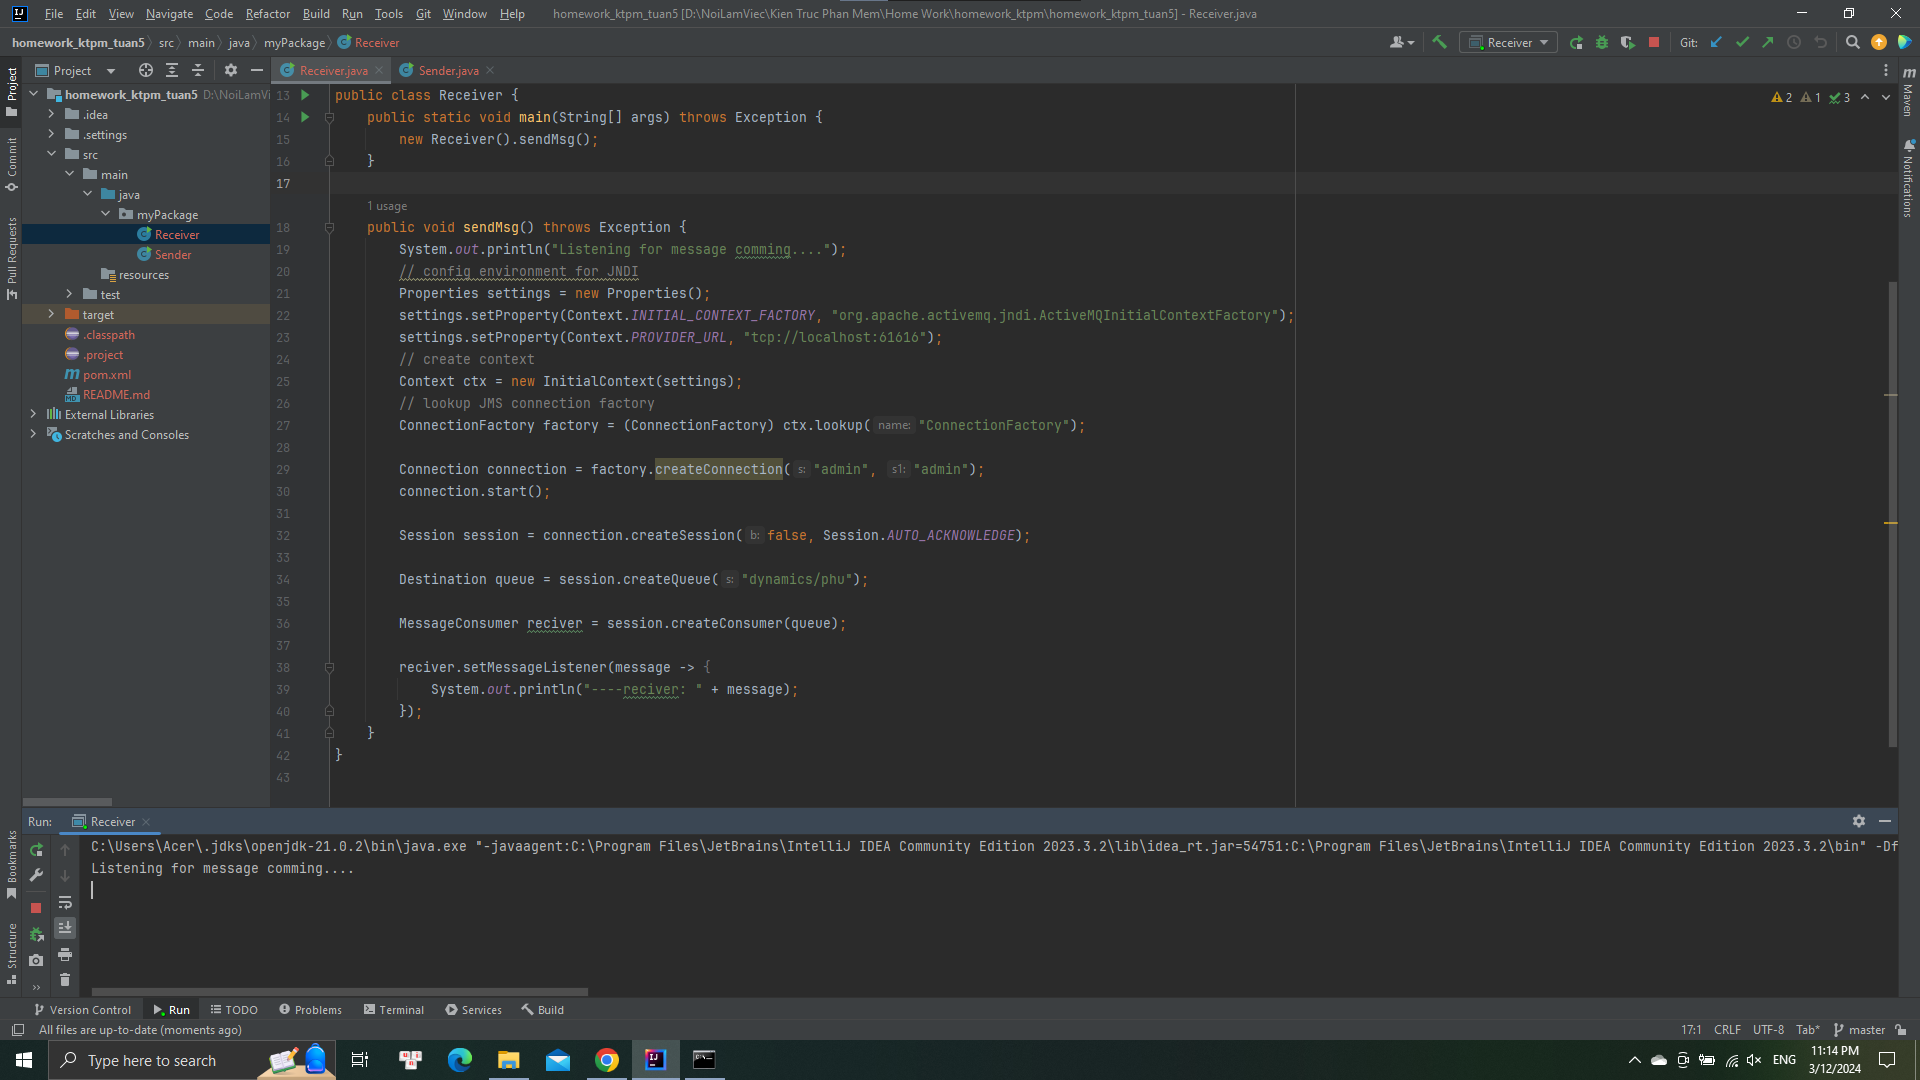 File Edit View Navigate Code Refactor Build Run Tools Git Window Help homework_ktpm_tuan5 [D:\NoiLamViec\Kien Truc Phan Mem\Home Work\homework_ktpm\homework_ktpm_tuan5] - Receiver.java
homework_ktpm_tuan5 src main java myPackage Receiver
Receiver Git:
Project
Receiver.java Sender.java
homework_ktpm_tuan5 D:\NoiLamVi
.idea
.settings
src
main
java
myPackage
Receiver
Sender
resources
test
target
.classpath
.project
pom.xml
README.md
External Libraries
Scratches and Consoles
Project
Commit
Pull Requests
Bookmarks
Structure
Maven
Notifications
2 1 3
13 public class Receiver {
14 public static void main(String[] args) throws Exception {
15 new Receiver().sendMsg();
16 }
17
1 usage
18 public void sendMsg() throws Exception {
19 System.out.println("Listening for message comming....");
20 // config environment for JNDI
21 Properties settings = new Properties();
22 settings.setProperty(Context.INITIAL_CONTEXT_FACTORY, "org.apache.activemq.jndi.ActiveMQInitialContextFactory");
23 settings.setProperty(Context.PROVIDER_URL, "tcp://localhost:61616");
24 // create context
25 Context ctx = new InitialContext(settings);
26 // lookup JMS connection factory
27 ConnectionFactory factory = (ConnectionFactory) ctx.lookup( name: "ConnectionFactory");
28
29 Connection connection = factory.createConnection( s: "admin", s1: "admin");
30 connection.start();
31
32 Session session = connection.createSession( b: false, Session.AUTO_ACKNOWLEDGE);
33
34 Destination queue = session.createQueue( s: "dynamics/phu");
35
36 MessageConsumer reciver = session.createConsumer(queue);
37
38 reciver.setMessageListener(message -> {
39 System.out.println("----reciver: " + message);
40 });
41 }
42 }
43
Run: Receiver
C:\Users\Acer\.jdks\openjdk-21.0.2\bin\java.exe "-javaagent:C:\Program Files\JetBrains\IntelliJ IDEA Community Edition 2023.3.2\lib\idea_rt.jar=54751:C:\Program Files\JetBrains\IntelliJ IDEA Community Edition 2023.3.2\bin" -Df
Listening for message comming....
Version Control Run TODO Problems Terminal Services Build
All files are up-to-date (moments ago) 17:1 CRLF UTF-8 Tab* master
Type here to search ENG 11:14 PM
3/12/2024